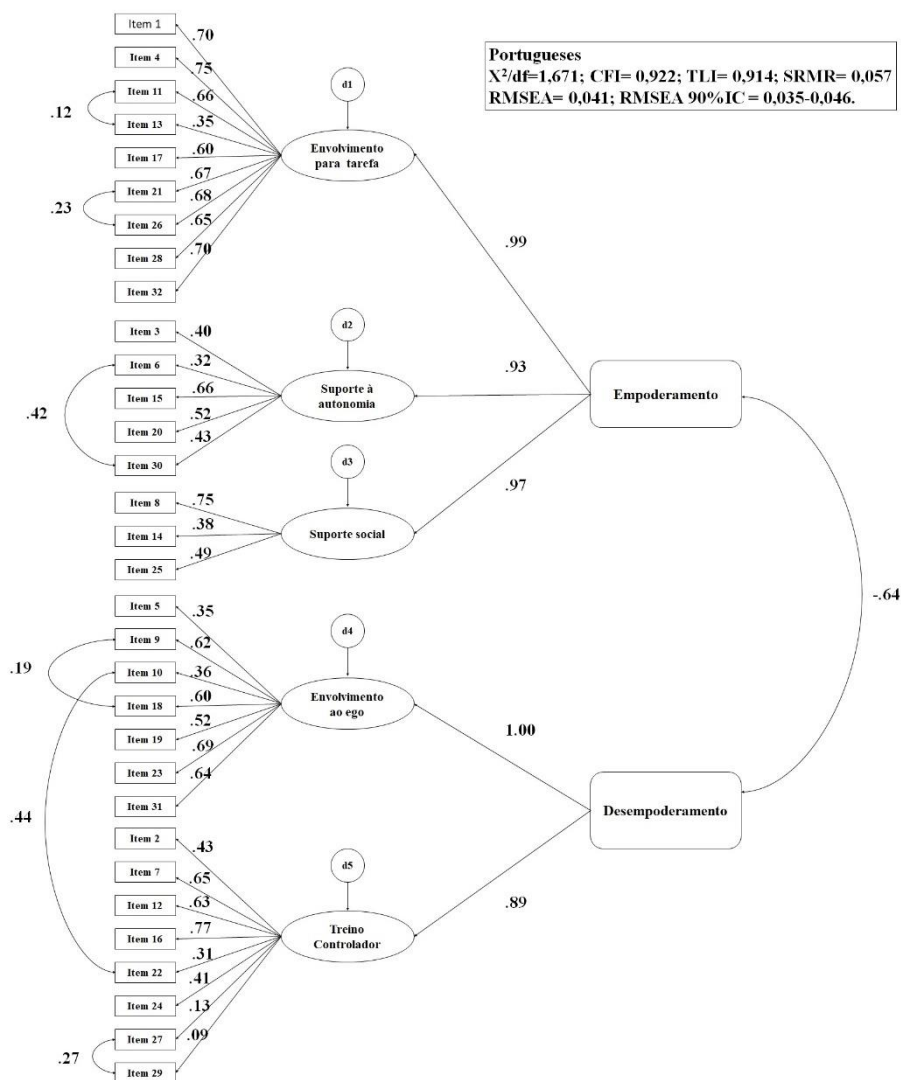 Portugueses
X²/df=1,671; CFI= 0,922; TLI= 0,914; SRMR= 0,057
RMSEA= 0,041; RMSEA 90%IC = 0,035-0,046.
Item 1
.70
Item 4
.75
Item 11
.66
.12
Item 13
.35
Item 17
.60
Item 21
.67
.23
Item 26
.68
Item 28
.65
Item 32
.70
d1
Envolvimento
para tarefa
.99
Item 3
.40
Item 6
.32
Item 15
.66
.42
Item 20
.52
Item 30
.43
d2
Suporte à
autonomia
.93
Empoderamento
Item 8
.75
Item 14
.38
Item 25
.49
d3
Suporte social
.97
-.64
Item 5
.35
Item 9
.62
.19
Item 10
.36
Item 18
.60
Item 19
.52
Item 23
.69
Item 31
.64
d4
Envolvimento
ao ego
1.00
.44
Desempoderamento
Item 2
.43
Item 7
.65
Item 12
.63
Item 16
.77
Item 22
.31
Item 24
.41
Item 27
.13
.27
Item 29
.09
d5
Treino
Controlador
.89